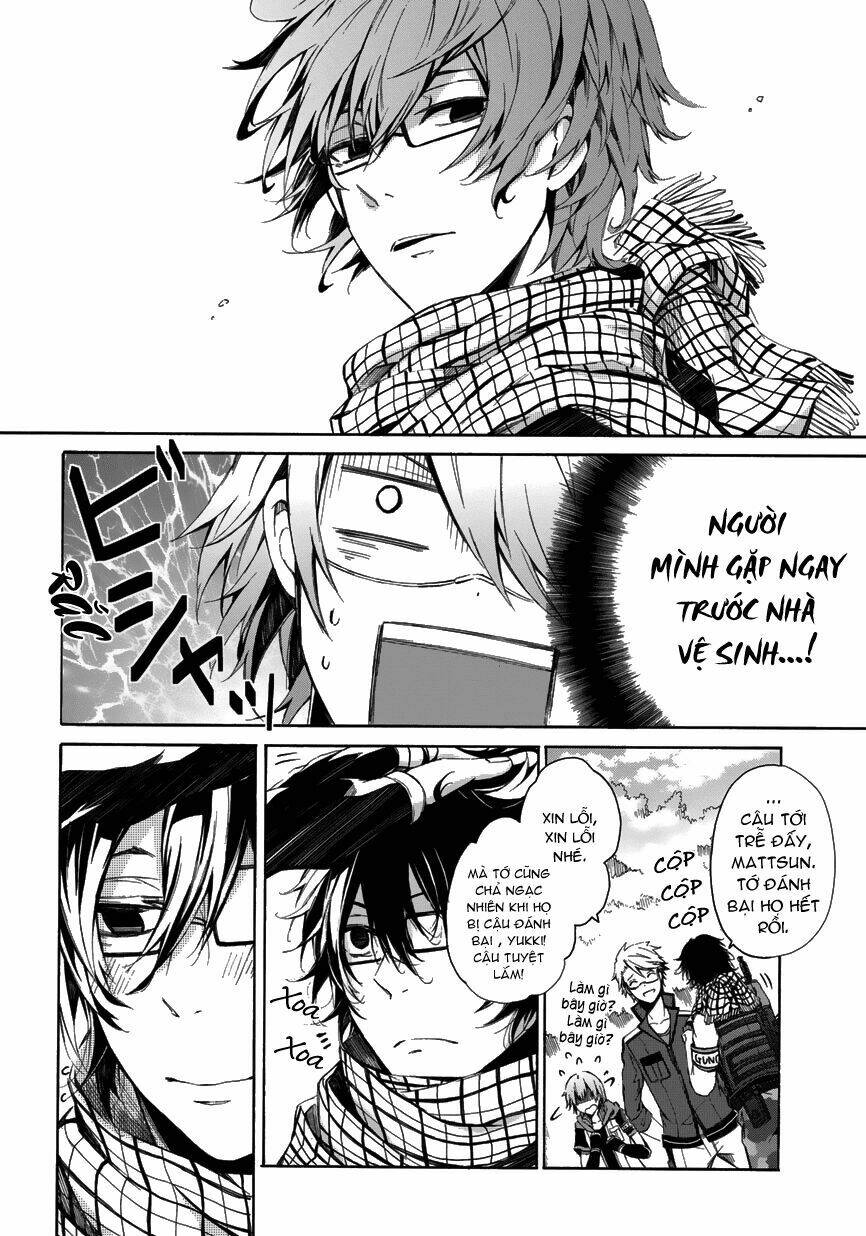 NGƯỜI
MÌNH GẶP NGAY
TRƯỚC NHÀ
VỆ SINH...!
ビシャッ
RẮC
...
CẬU TỚI
TRỄ ĐẤY,
MATTSUN.
TỚ ĐÁNH
BẠI HỌ HẾT
RỒI.
CỘP
CỘP
CỘP
Làm gì
bây giờ?
Làm gì
bây giờ?
GUNC
XIN LỖI,
XIN LỖI
NHÉ.
MÀ TỚ CŨNG
CHẢ NGẠC
NHIÊN KHI HỌ
BỊ CẬU ĐÁNH
BẠI , YUKKI!
CẬU TUYỆT
LẮM!
Xoa
Xoa